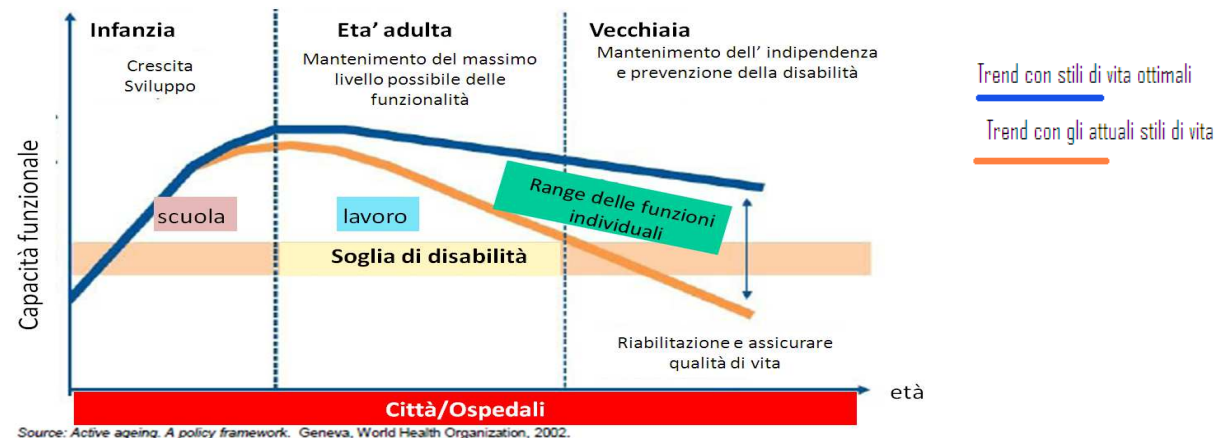 Infanzia
Crescita
Sviluppo
Eta’ adulta
Mantenimento del massimo
livello possibile delle
funzionalità
Vecchiaia
Mantenimento dell’ indipendenza
e prevenzione della disabilità
Trend con stili di vita ottimali
Trend con gli attuali stili di vita
Capacità funzionale
scuola
lavoro
Range delle funzioni
individuali
Soglia di disabilità
Riabilitazione e assicurare
qualità di vita
età
Città/Ospedali
Source: Active ageing. A policy framework. Geneva, World Health Organization, 2002.